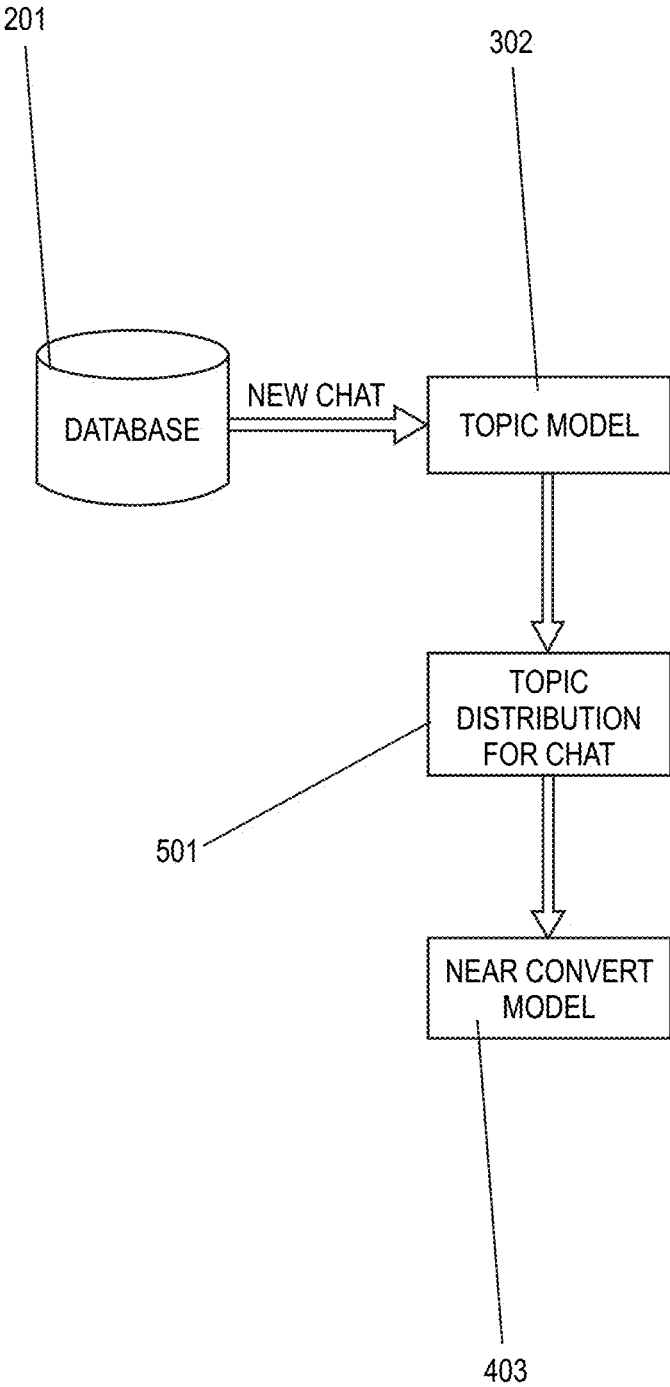 201
302
NEW CHAT
DATABASE
TOPIC MODEL
TOPIC
DISTRIBUTION
FOR CHAT
501
NEAR CONVERT
MODEL
403